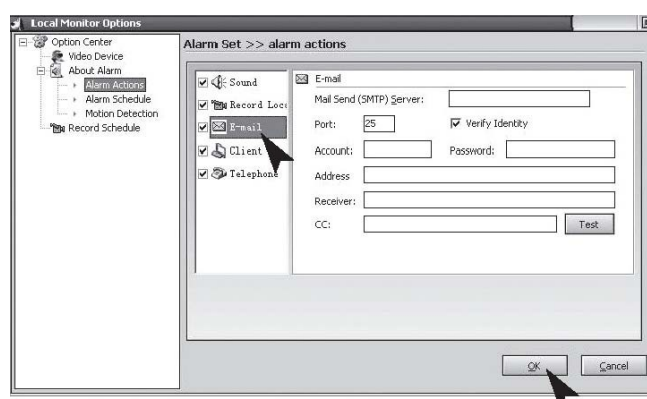 Local Monitor Options
Option Center
Video Device
About Alarm
Alarm Actions
Alarm Schedule
Motion Detection
Record Schedule
Alarm Set >> alarm actions
Sound
Record Loc
E-mail
Client
Telephone
E-mail
Mail Send (SMTP) Server:
Port: 25 Verify Identity
Account: Password:
Address
Receiver:
CC: Test
OK Cancel